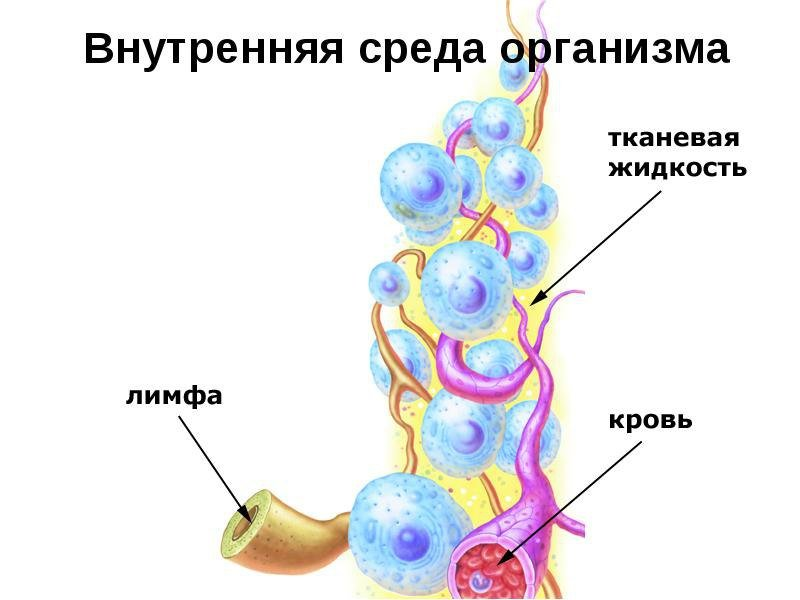 Внутренняя среда организма
тканевая
жидкость
лимфа
кровь